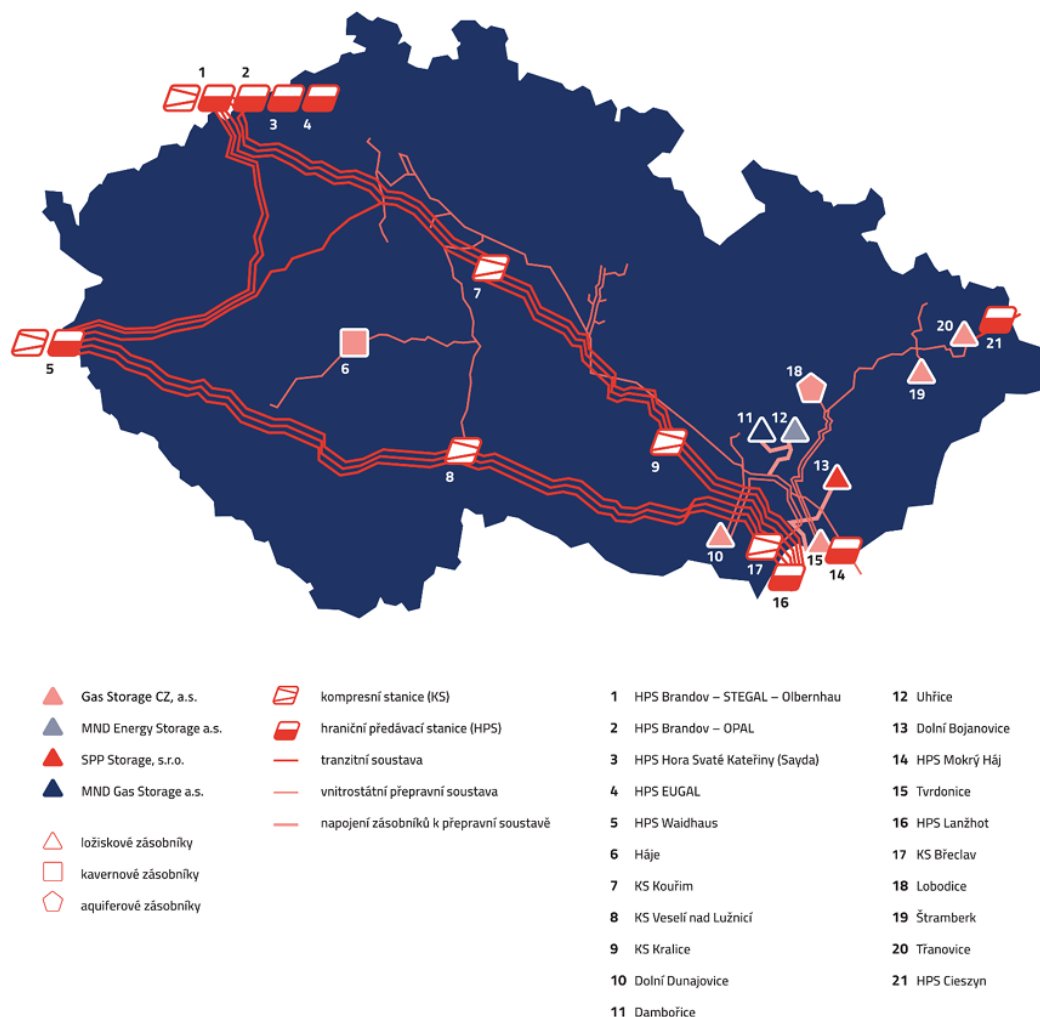 1 2
3 4
7
5
6
20
21
18
19
11 12
9
13
8
10
17
15
14
16
Gas Storage CZ, a.s.
MND Energy Storage a.s.
SPP Storage, s.r.o.
MND Gas Storage a.s.
ložiskové zásobníky
kavernové zásobníky
aquiferové zásobníky
kompresní stanice (KS)
hraniční předávací stanice (HPS)
tranzitní soustava
vnitrostátní přepravní soustava
napojení zásobníků k přepravní soustavě
1 HPS Brandov – STEGAL – Olbernhau
2 HPS Brandov – OPAL
3 HPS Hora Svaté Kateřiny (Sayda)
4 HPS EUGAL
5 HPS Waidhaus
6 Háje
7 KS Kouřim
8 KS Veselí nad Lužnicí
9 KS Kralice
10 Dolní Dunajovice
11 Dambořice
12 Uhřice
13 Dolní Bojanovice
14 HPS Mokrý Háj
15 Tvrdonice
16 HPS Lanžhot
17 KS Břeclav
18 Lobodice
19 Štramberk
20 Třanovice
21 HPS Cieszyn